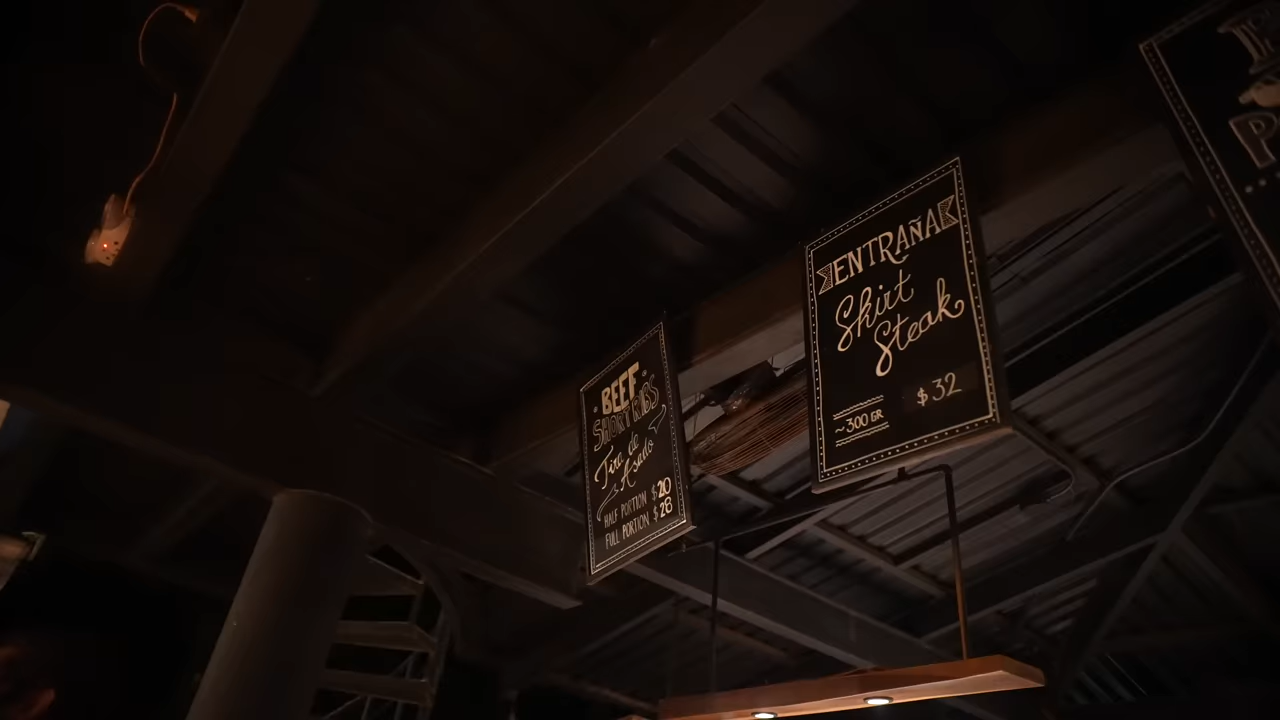 BEEF
SHORT RIBS
Tira de
Asado
HALF PORTION $20
FULL PORTION $28
ENTRAÑA
Skirt
Steak
$32
~300 GR